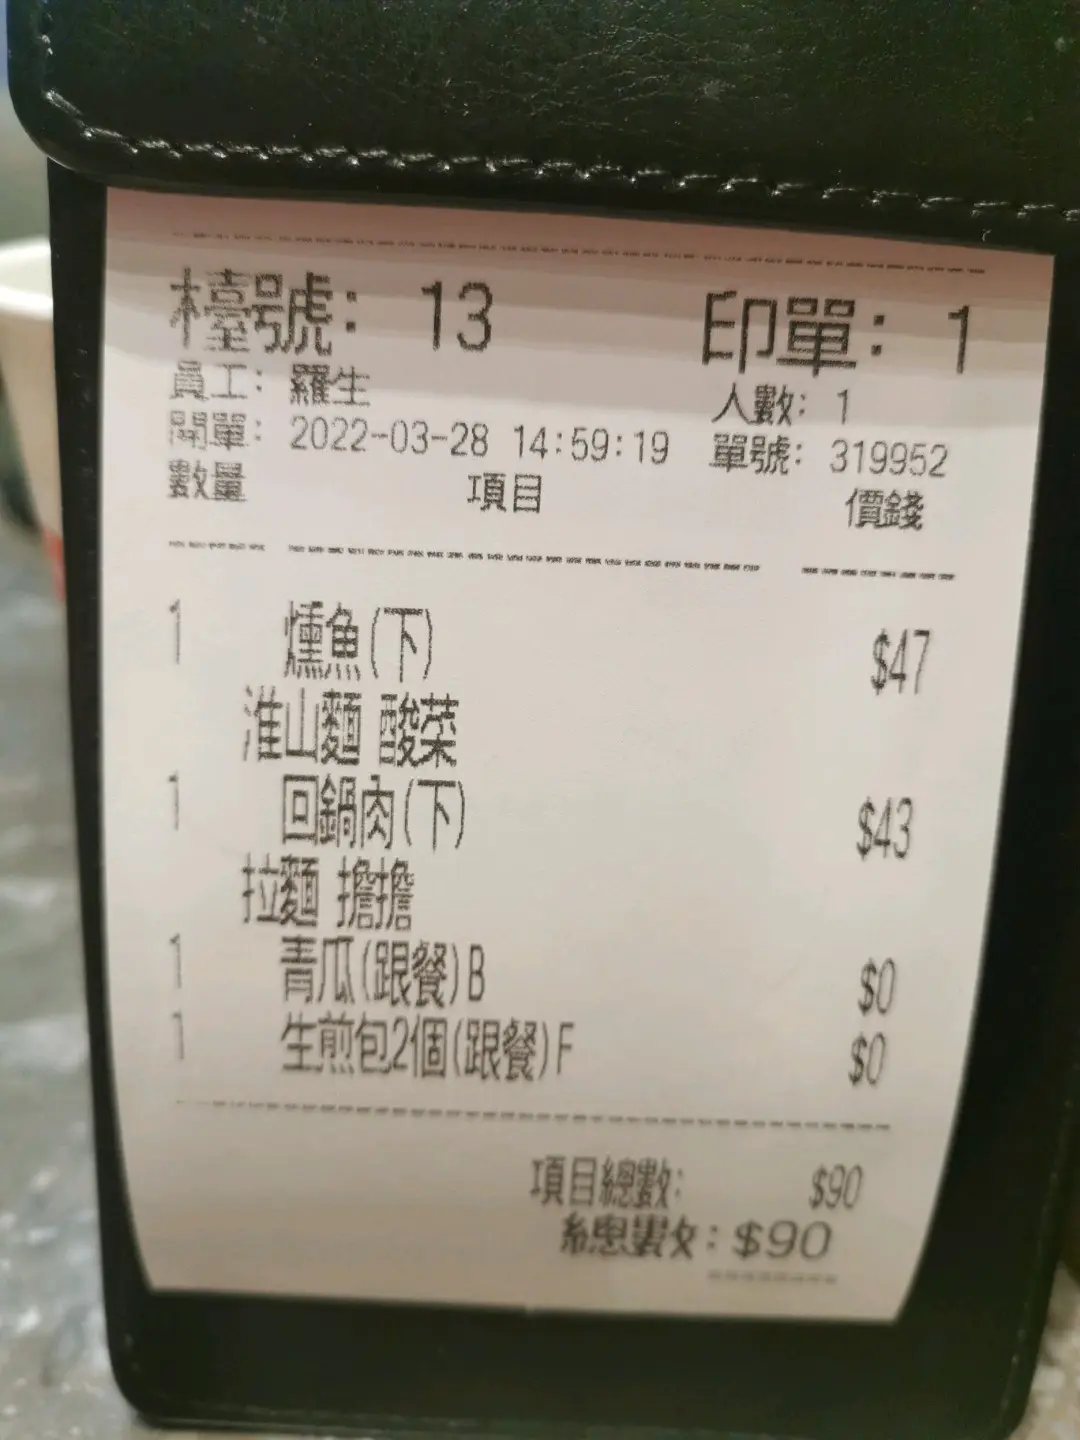 檯號: 13 印單: 1
員工: 羅生 人數: 1
開單: 2022-03-28 14:59:19 單號: 319952
數量 項目 價錢
1 燻魚(下) $47
淮山麵 酸菜
1 回鍋肉(下) $43
拉麵 擔擔
1 青瓜(跟餐)B $0
1 生煎包2個(跟餐)F $0
項目總數: $90
總數: $90